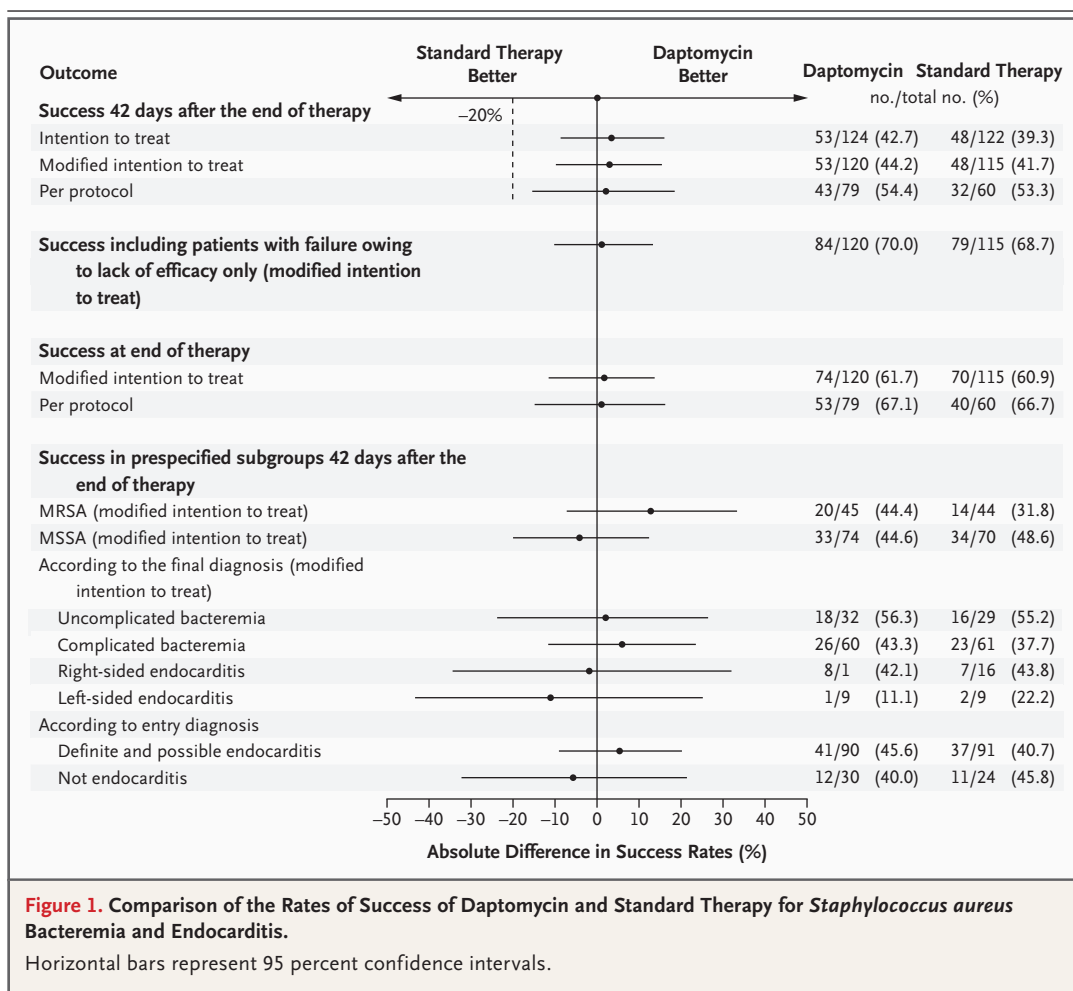 Outcome
Standard Therapy
Better
Daptomycin
Better
Daptomycin Standard Therapy
no./total no. (%)
Success 42 days after the end of therapy
–20%
Intention to treat 53/124 (42.7) 48/122 (39.3)
Modified intention to treat 53/120 (44.2) 48/115 (41.7)
Per protocol 43/79 (54.4) 32/60 (53.3)
Success including patients with failure owing 84/120 (70.0) 79/115 (68.7)
to lack of efficacy only (modified intention
to treat)
Success at end of therapy
Modified intention to treat 74/120 (61.7) 70/115 (60.9)
Per protocol 53/79 (67.1) 40/60 (66.7)
Success in prespecified subgroups 42 days after the
end of therapy
MRSA (modified intention to treat) 20/45 (44.4) 14/44 (31.8)
MSSA (modified intention to treat) 33/74 (44.6) 34/70 (48.6)
According to the final diagnosis (modified
intention to treat)
Uncomplicated bacteremia 18/32 (56.3) 16/29 (55.2)
Complicated bacteremia 26/60 (43.3) 23/61 (37.7)
Right-sided endocarditis 8/1 (42.1) 7/16 (43.8)
Left-sided endocarditis 1/9 (11.1) 2/9 (22.2)
According to entry diagnosis
Definite and possible endocarditis 41/90 (45.6) 37/91 (40.7)
Not endocarditis 12/30 (40.0) 11/24 (45.8)
–50 –40 –30 –20 –10 0 10 20 30 40 50
Absolute Difference in Success Rates (%)
Figure 1. Comparison of the Rates of Success of Daptomycin and Standard Therapy for Staphylococcus aureus
Bacteremia and Endocarditis.
Horizontal bars represent 95 percent confidence intervals.